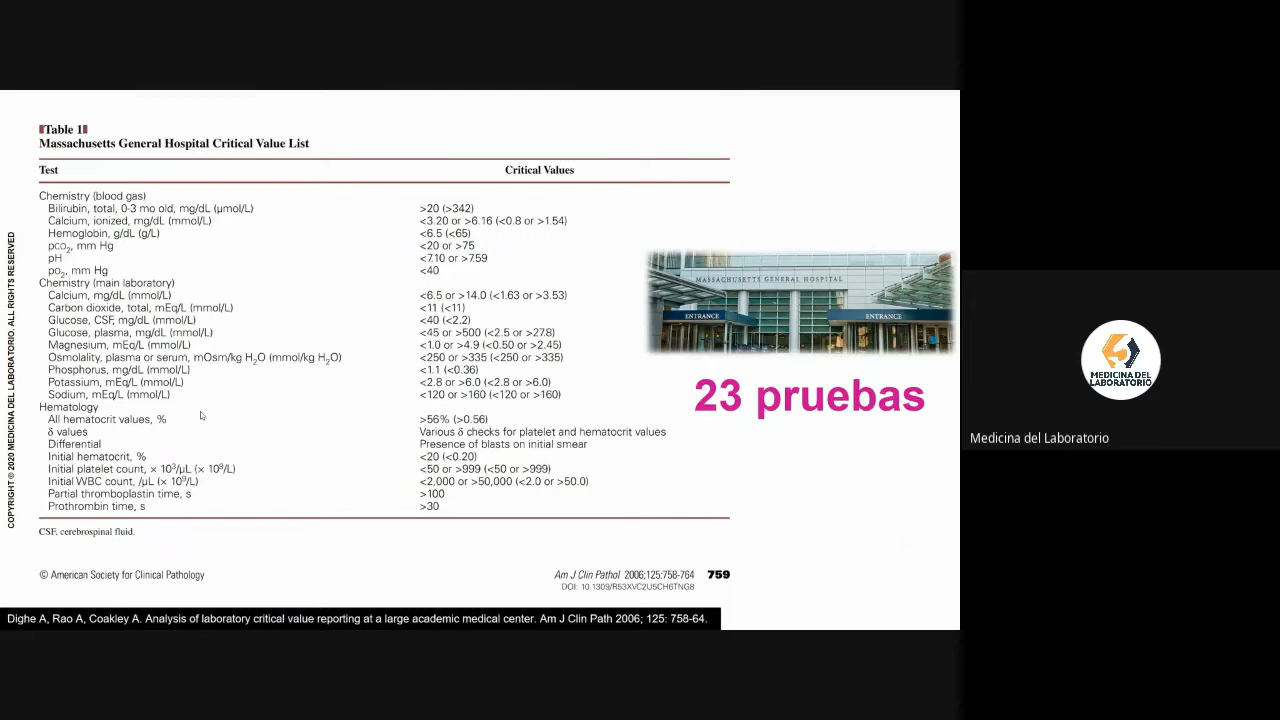 Table 1
Massachusetts General Hospital Critical Value List
Test Critical Values
Chemistry (blood gas)
Bilirubin, total, 0-3 mo old, mg/dL (μmol/L) >20 (>342)
Calcium, ionized, mg/dL (mmol/L) <3.20 or >6.16 (<0.8 or >1.54)
Hemoglobin, g/dL (g/L) <6.5 (<65)
pCO2, mm Hg <20 or >75
pH <7.10 or >7.59
po2, mm Hg <40
Chemistry (main laboratory)
Calcium, mg/dL (mmol/L) <6.5 or >14.0 (<1.63 or >3.53)
Carbon dioxide, total, mEq/L (mmol/L) <11 (<11)
Glucose, CSF, mg/dL (mmol/L) <40 (<2.2)
Glucose, plasma, mg/dL (mmol/L) <45 or >500 (<2.5 or >27.8)
Magnesium, mEq/L (mmol/L) <1.0 or >4.9 (<0.50 or >2.45)
Osmolality, plasma or serum, mOsm/kg H2O (mmol/kg H2O) <250 or >335 (<250 or >335)
Phosphorus, mg/dL (mmol/L) <1.1 (<0.36)
Potassium, mEq/L (mmol/L) <2.8 or >6.0 (<2.8 or >6.0)
Sodium, mEq/L (mmol/L) <120 or >160 (<120 or >160)
Hematology
All hematocrit values, % >56% (>0.56)
δ values Various δ checks for platelet and hematocrit values
Differential Presence of blasts on initial smear
Initial hematocrit, % <20 (<0.20)
Initial platelet count, × 10³/μL (× 10⁹/L) <50 or >999 (<50 or >999)
Initial WBC count, /μL (× 10⁹/L) <2,000 or >50,000 (<2.0 or >50.0)
Partial thromboplastin time, s >100
Prothrombin time, s >30
CSF, cerebrospinal fluid.
© American Society for Clinical Pathology Am J Clin Pathol 2006;125:758-764 759
DOI: 10.1309/R53XVC2U5CH6TNG8
Dighe A, Rao A, Coakley A. Analysis of laboratory critical value reporting at a large academic medical center. Am J Clin Path 2006; 125: 758-64.
COPYRIGHT © 2020 MEDICINA DEL LABORATORIO. ALL RIGHTS RESERVED
MASSACHUSETTS GENERAL HOSPITAL
ENTRANCE
ENTRANCE
23 pruebas
MEDICINA DEL
LABORATORIO
Medicina del Laboratorio